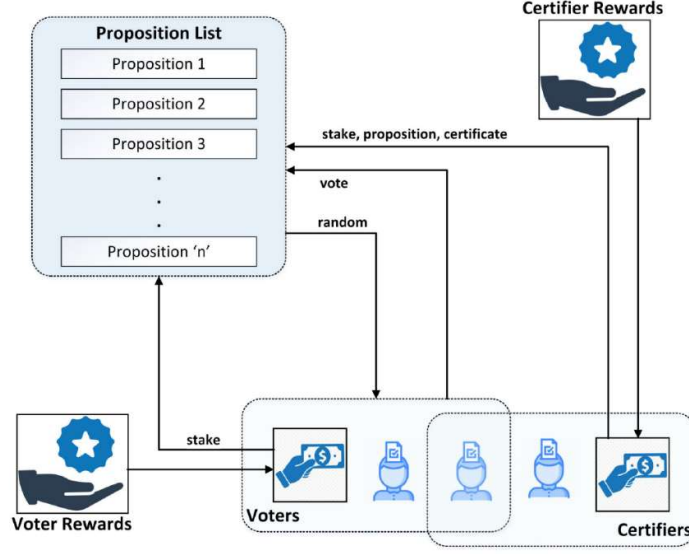 Certifier Rewards
Proposition List
Proposition 1
Proposition 2
Proposition 3
.
.
.
Proposition ‘n’
stake, proposition, certificate
vote
random
stake
Voter Rewards
Voters
Certifiers